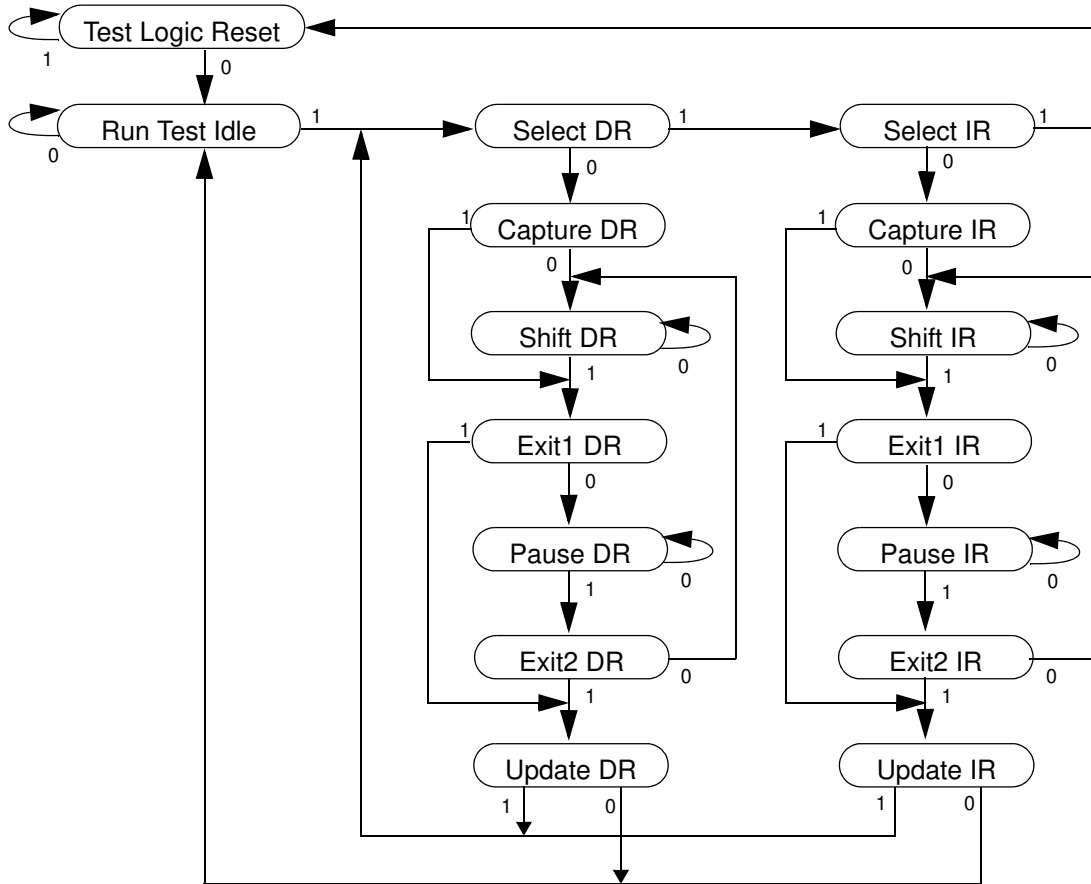 Test Logic Reset
1
0
Run Test Idle
1
0
Select DR
1
Select IR
1
0
0
1
Capture DR
1
Capture IR
0
0
Shift DR
0
Shift IR
0
1
1
1
Exit1 DR
1
Exit1 IR
0
0
Pause DR
0
Pause IR
0
1
1
Exit2 DR
0
Exit2 IR
0
1
1
Update DR
Update IR
1
0
1
0